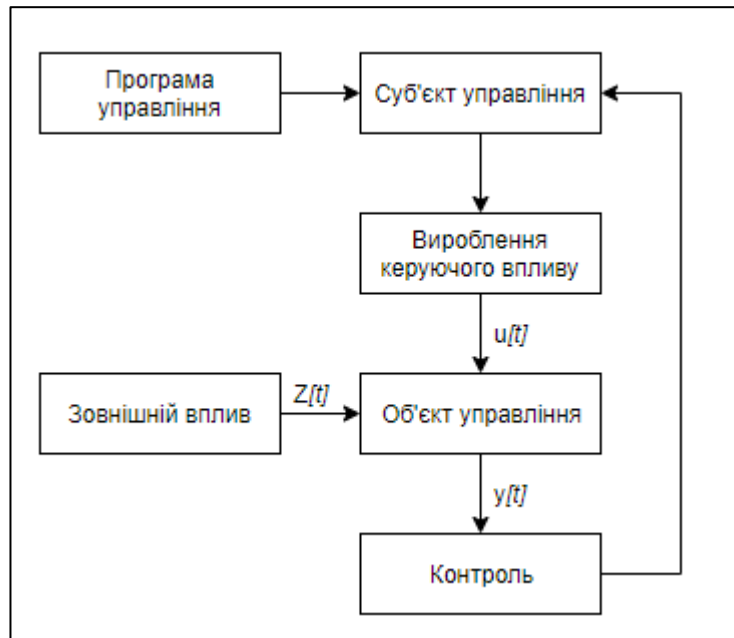 Програма
управління
Суб'єкт управління
Вироблення
керуючого впливу
u[t]
Зовнішній вплив
Z[t]
Об'єкт управління
y[t]
Контроль